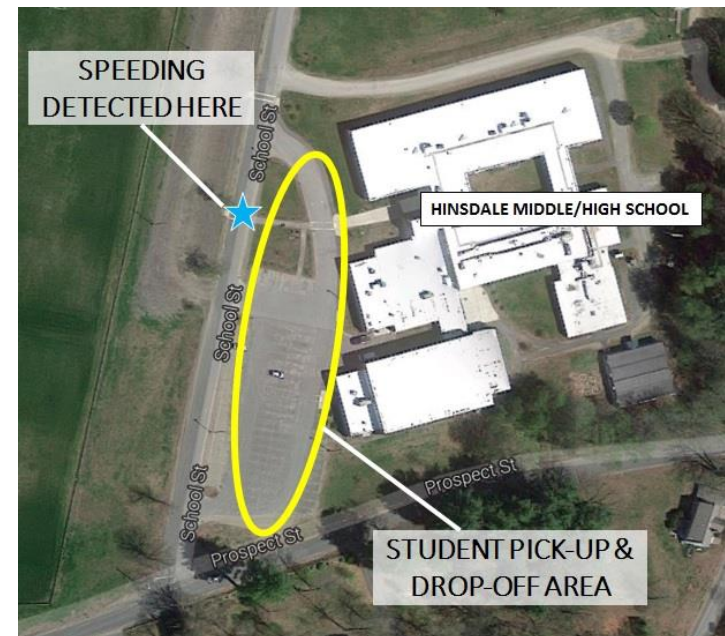 SPEEDING
DETECTED HERE
School St
HINSDALE MIDDLE/HIGH SCHOOL
School St
School St
Prospect St
Prospect St
STUDENT PICK-UP &
DROP-OFF AREA